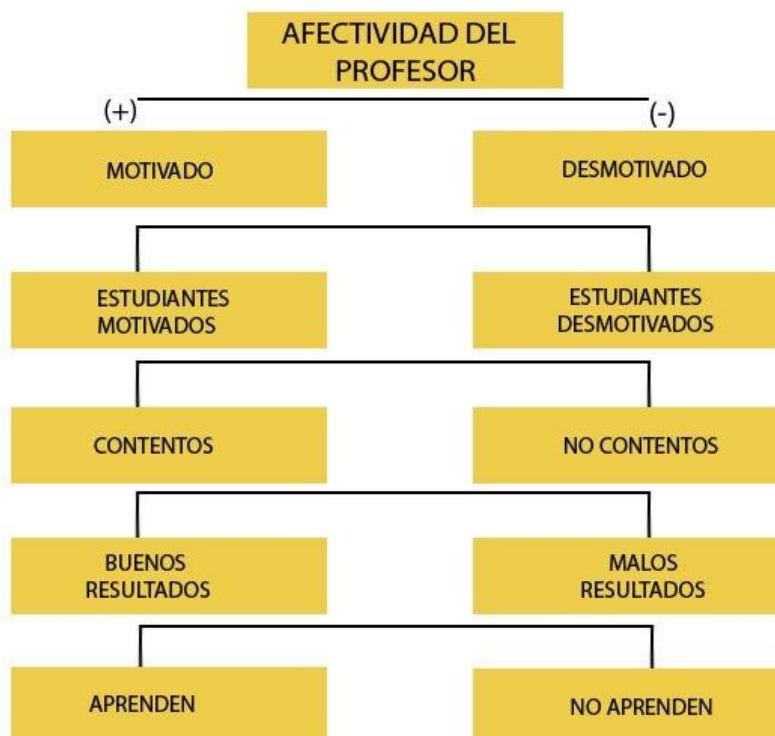 AFECTIVIDAD DEL
PROFESOR
(+)
(-)
MOTIVADO
DESMOTIVADO
ESTUDIANTES
MOTIVADOS
ESTUDIANTES
DESMOTIVADOS
CONTENTOS
NO CONTENTOS
BUENOS
RESULTADOS
MALOS
RESULTADOS
APRENDEN
NO APRENDEN